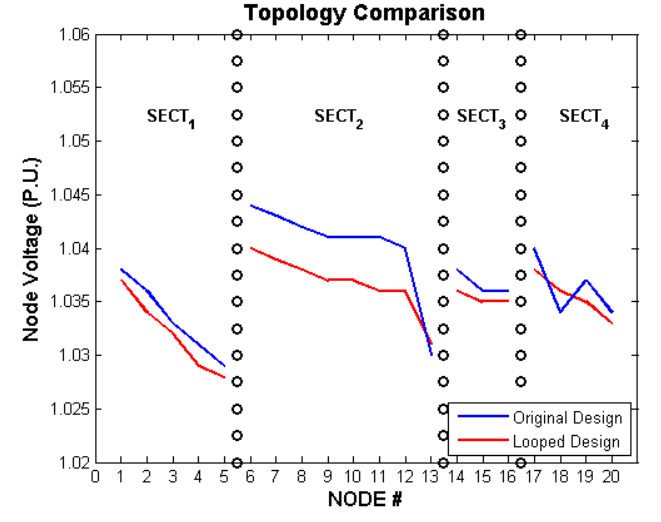 Topology Comparison
1.06
1.055
1.05
1.045
1.04
1.035
1.03
1.025
1.02
Node Voltage (P.U.)
SECT1 SECT2 SECT3 SECT4
Original Design
Looped Design
0 1 2 3 4 5 6 7 8 9 10 11 12 13 14 15 16 17 18 19 20
NODE #